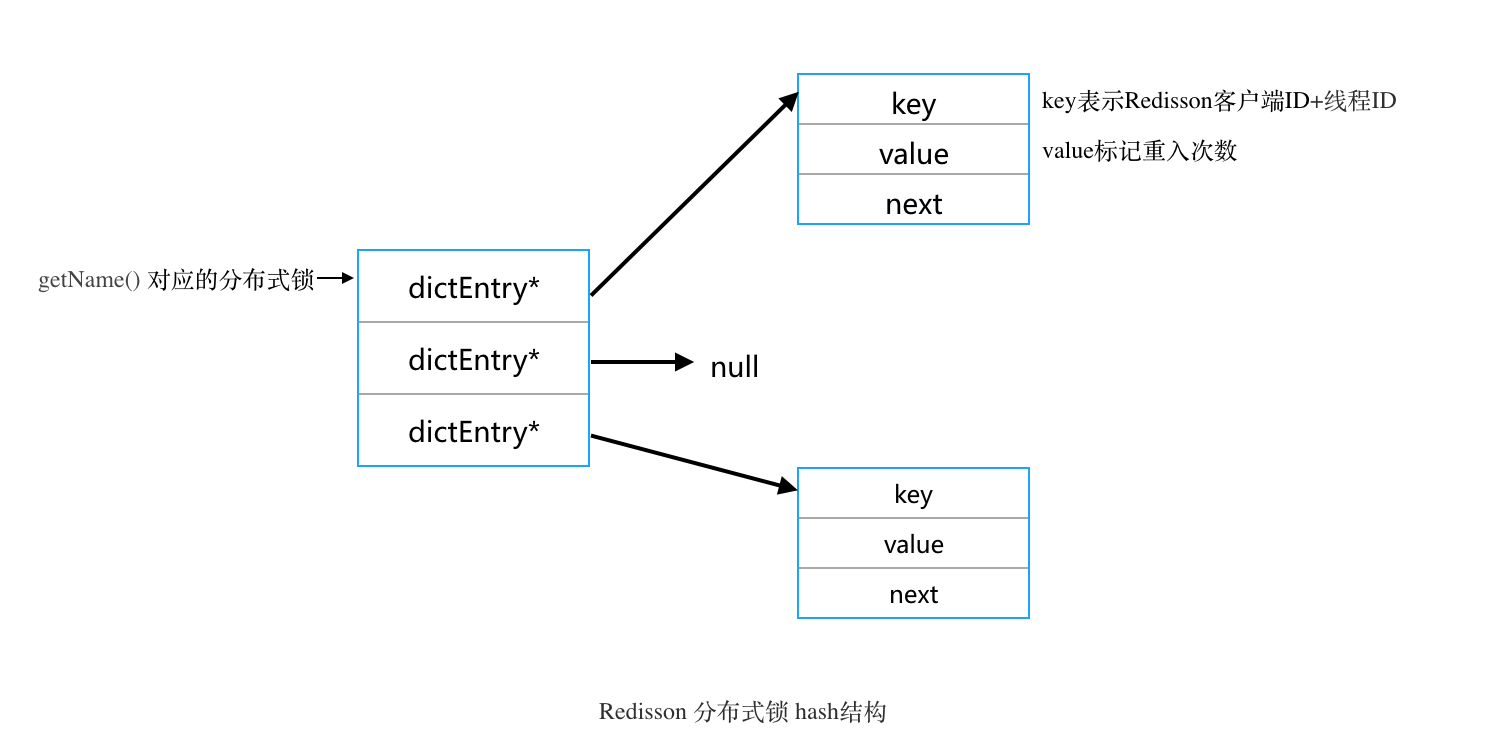 key
key表示Redisson客户端ID+线程ID
value
value标记重入次数
next
getName() 对应的分布式锁
dictEntry*
dictEntry*
null
dictEntry*
key
value
next
Redisson 分布式锁 hash结构